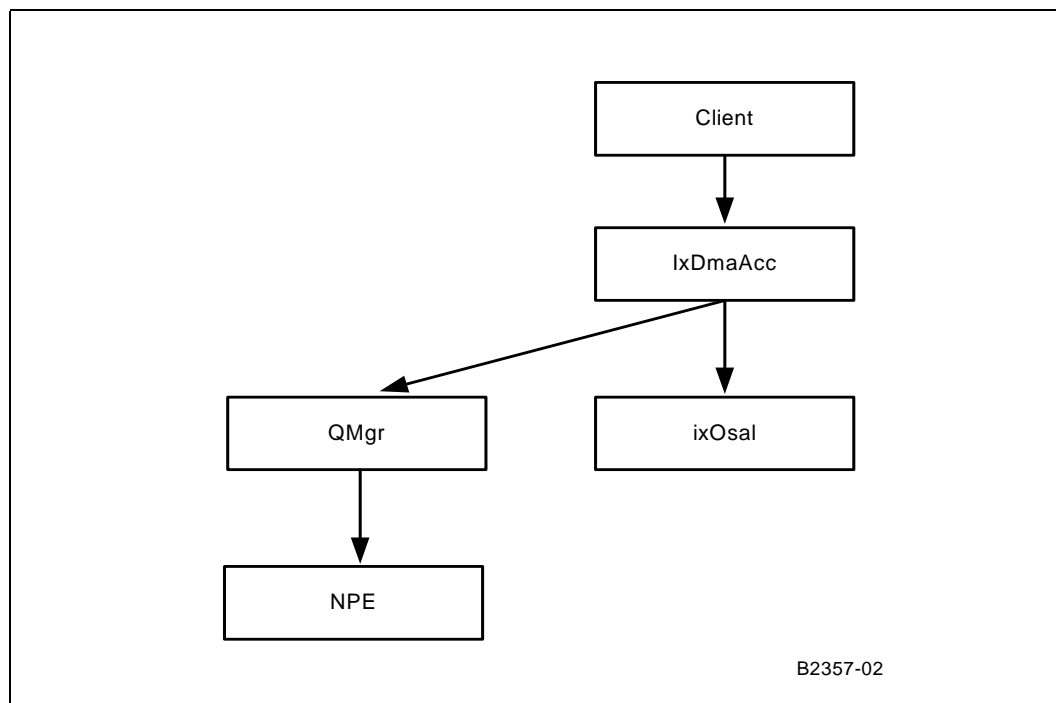 Client
IxDmaAcc
QMgr
ixOsal
NPE
B2357-02